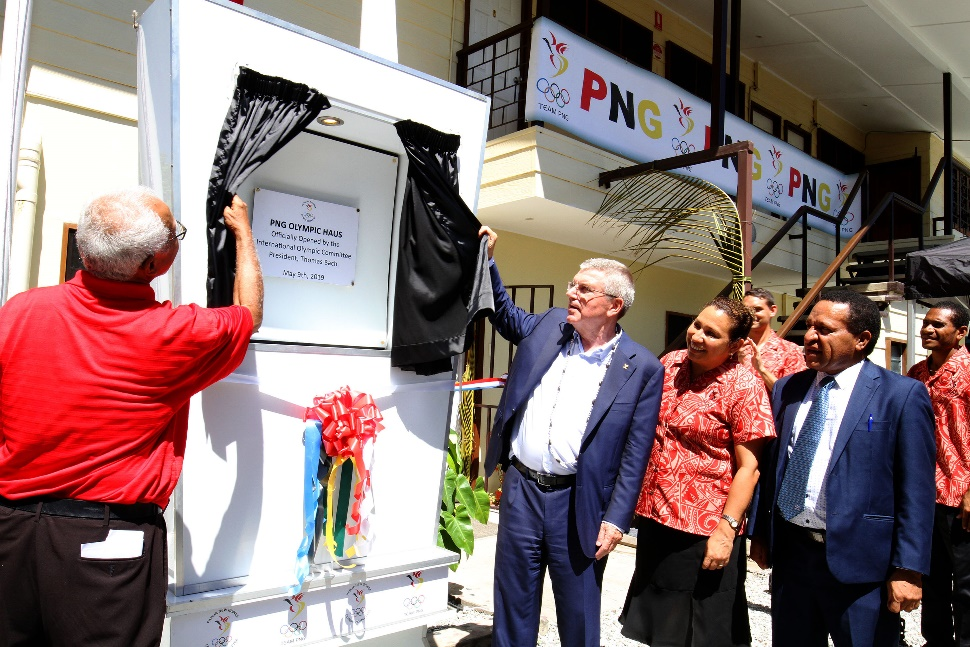 PNG OLYMPIC HAUS
Officially Opened by the
International Olympic Committee
President, Thomas Bach
May 9th, 2019
TEAM PNG
PNG
PNG
PNG